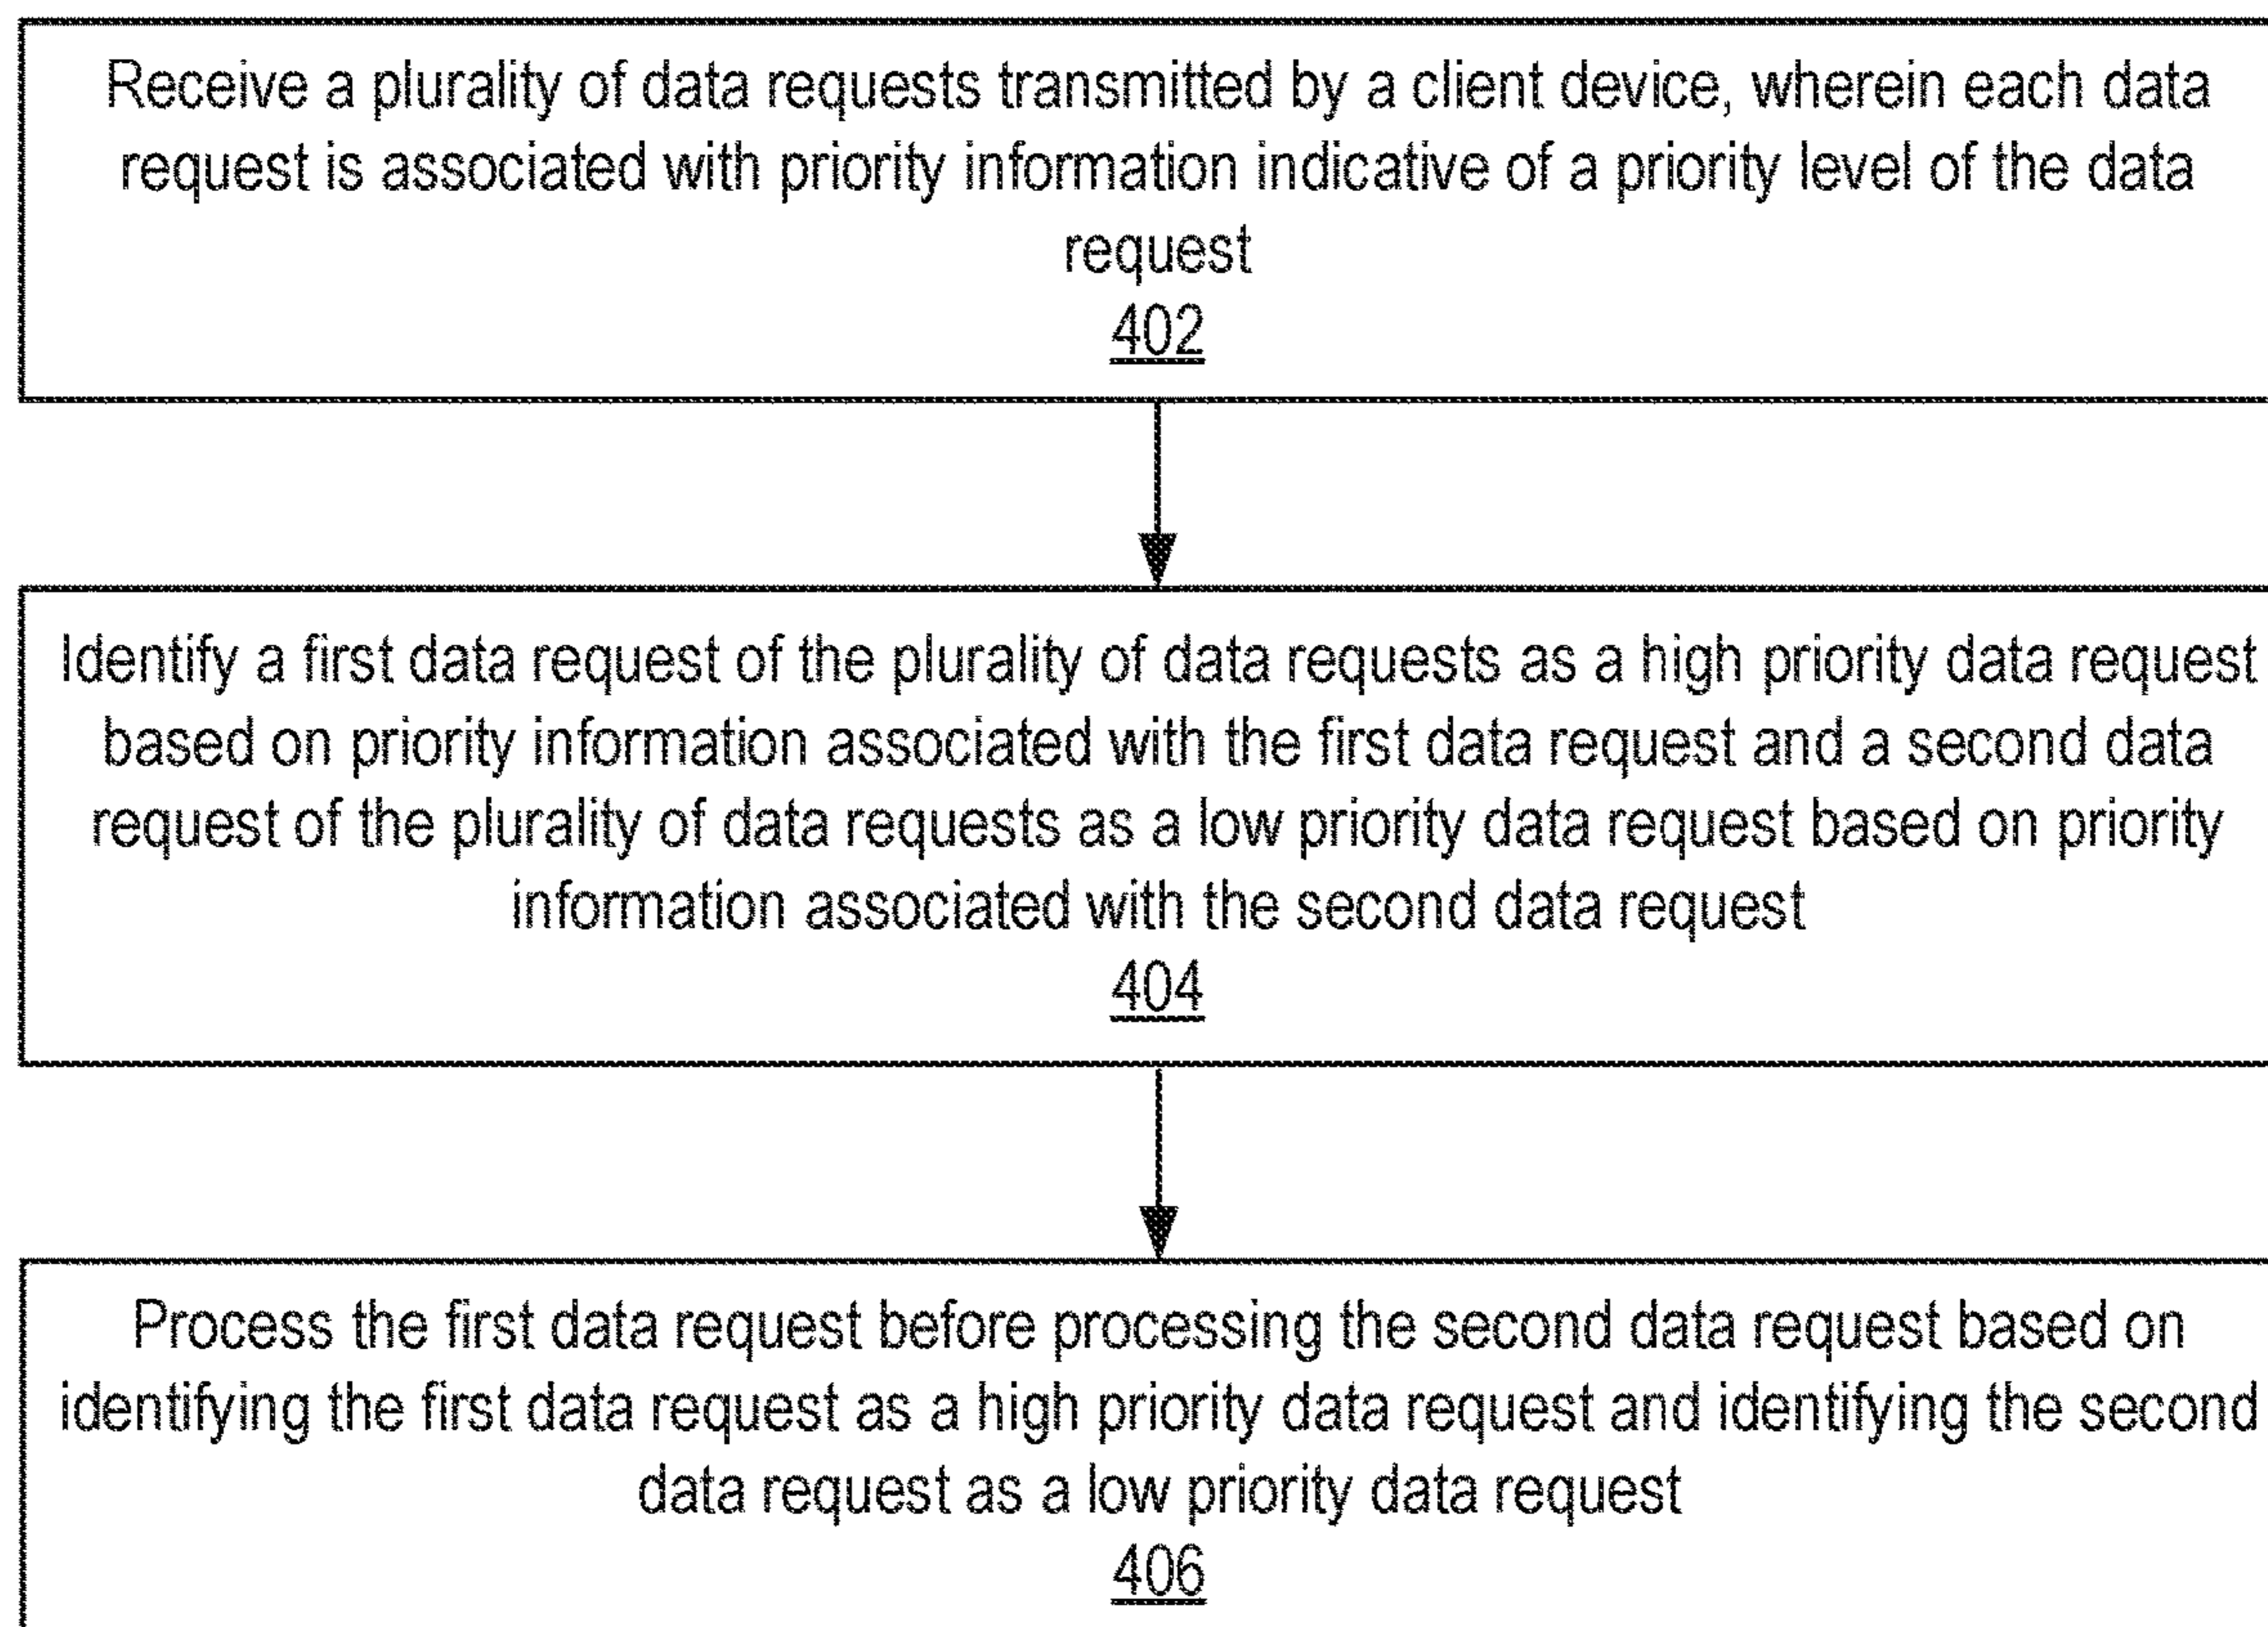 Receive a plurality of data requests transmitted by a client device, wherein each data
request is associated with priority information indicative of a priority level of the data
request
402
Identify a first data request of the plurality of data requests as a high priority data request
based on priority information associated with the first data request and a second data
request of the plurality of data requests as a low priority data request based on priority
information associated with the second data request
404
Process the first data request before processing the second data request based on
identifying the first data request as a high priority data request and identifying the second
data request as a low priority data request
406